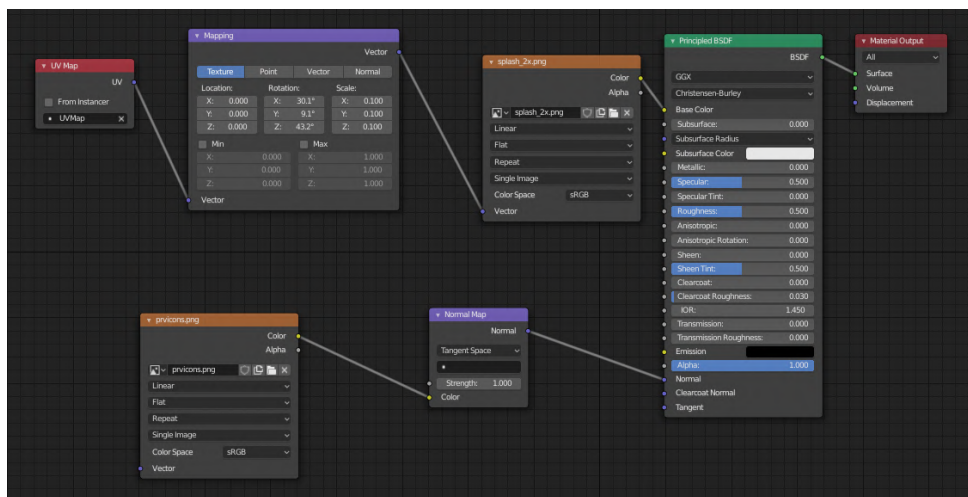 UV Map
UV
From Instancer
UVMap
Mapping
Vector
Texture Point Vector Normal
Location: Rotation: Scale:
X: 0.000 X: 30.1° X: 0.100
Y: 0.000 Y: 9.1° Y: 0.100
Z: 0.000 Z: 43.2° Z: 0.100
Min Max
X: 0.000 X: 1.000
Y: 0.000 Y: 1.000
Z: 0.000 Z: 1.000
Vector
splash_2x.png
Color
Alpha
splash_2x.png
Linear
Flat
Repeat
Single Image
Color Space sRGB
Vector
Principled BSDF
BSDF
GGX
Christensen-Burley
Base Color
Subsurface: 0.000
Subsurface Radius
Subsurface Color
Metallic: 0.000
Specular: 0.500
Specular Tint: 0.000
Roughness: 0.500
Anisotropic: 0.000
Anisotropic Rotation: 0.000
Sheen: 0.000
Sheen Tint: 0.500
Clearcoat: 0.000
Clearcoat Roughness: 0.030
IOR: 1.450
Transmission: 0.000
Transmission Roughness: 0.000
Emission
Alpha: 1.000
Normal
Clearcoat Normal
Tangent
Material Output
All
Surface
Volume
Displacement
prvicons.png
Color
Alpha
prvicons.png
Linear
Flat
Repeat
Single Image
Color Space sRGB
Vector
Normal Map
Normal
Tangent Space
Strength: 1.000
Color